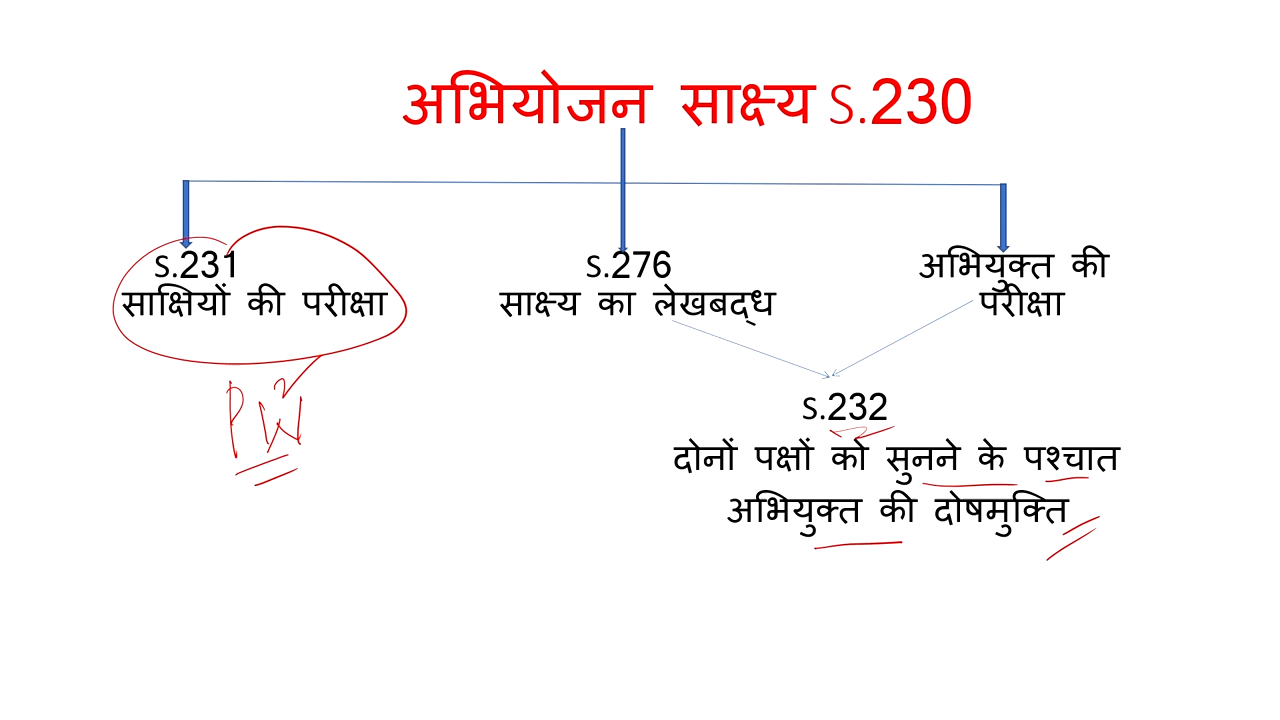 अभियोजन साक्ष्य S.230
S.231
साक्षियों की परीक्षा
S.276
साक्ष्य का लेखबद्ध
अभियुक्त की
परीक्षा
PW
S.232
दोनों पक्षों को सुनने के पश्चात
अभियुक्त की दोषमुक्ति